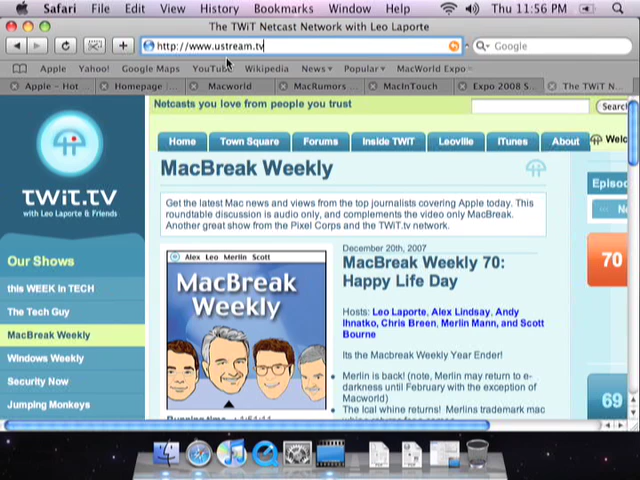 Safari File Edit View History Bookmarks Window Help Thu 11:56 PM
The TWiT Netcast Network with Leo Laporte
http://www.ustream.tv
Google
Apple Yahoo! Google Maps YouTube Wikipedia News Popular MacWorld Expo
Apple - Hot ... Homepage Macworld MacRumors MacInTouch Expo 2008 S... The TWiT N...
Netcasts you love from people you trust
Search
Home Town Square Forums Inside TWiT Leoville iTunes About Welc
TWiT.TV
with Leo Laporte & Friends
Our Shows
this WEEK in TECH
The Tech Guy
MacBreak Weekly
Windows Weekly
Security Now
Jumping Monkeys
MacBreak Weekly
Get the latest Mac news and views from the top journalists covering Apple today. This
roundtable discussion is audio only, and complements the video only MacBreak.
Another great show from the Pixel Corps and the TWiT.tv network.
Alex Leo Merlin Scott
MacBreak
Weekly
December 20th, 2007
MacBreak Weekly 70:
Happy Life Day
Hosts: Leo Laporte, Alex Lindsay, Andy
Ihnatko, Chris Breen, Merlin Mann, and Scott
Bourne
Its the Macbreak Weekly Year Ender!
Merlin is back! (note, Merlin may return to e-
darkness until February with the exception of
Macworld)
The lcal whine returns! Merlins trademark mac
Episo
70
69